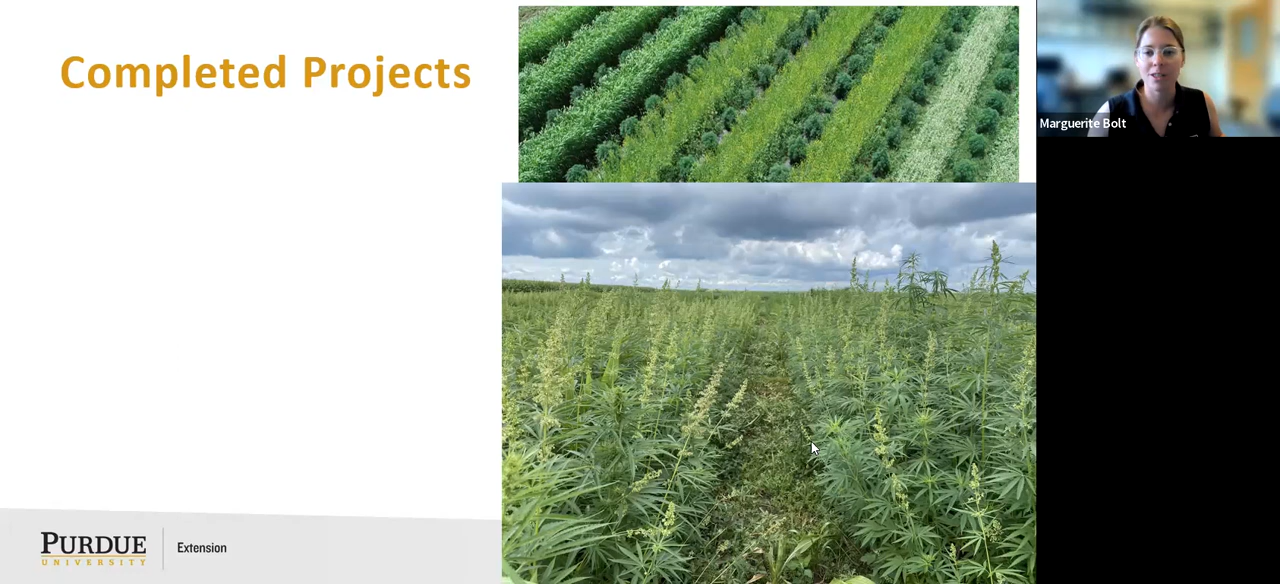 Completed Projects
Marguerite Bolt
PURDUE
UNIVERSITY
Extension